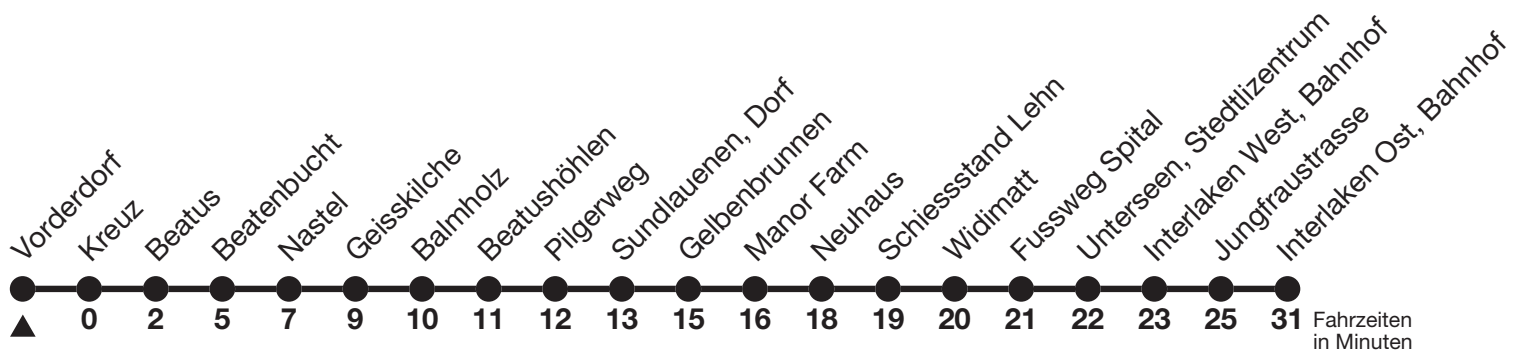 Vorderdorf
Kreuz
Beatus
Beatenbucht
Nastel
Geisskilche
Balmholz
Beatushöhlen
Pilgerweg
Sundlauenen, Dorf
Gelbenbrunnen
Manor Farm
Neuhaus
Schiessstand Lehn
Widimatt
Fussweg Spital
Unterseen, Stedtlizentrum
Interlaken West, Bahnhof
Jungfraustrasse
Interlaken Ost, Bahnhof
0 2 5 7 9 10 11 12 13 15 16 18 19 20 21 22 23 25 31 Fahrzeiten
in Minuten